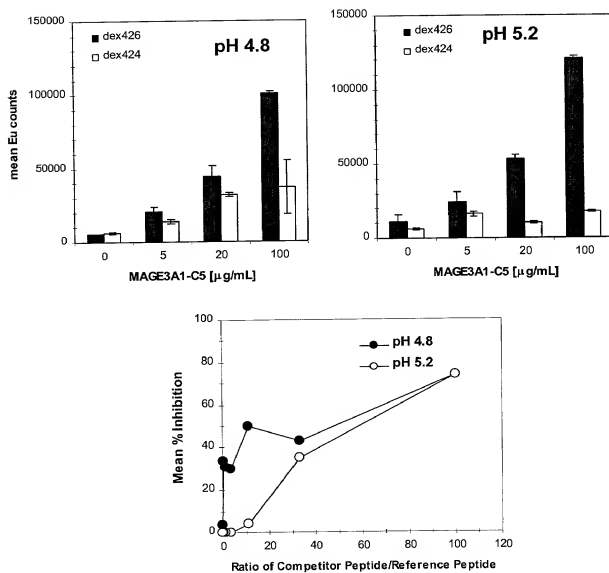 150000
100000
50000
0
mean Eu counts
dex426
dex424
pH 4.8
0 5 20 100
MAGE3A1-C5 [µg/mL]
150000
100000
50000
0
dex426
dex424
pH 5.2
0 5 20 100
MAGE3A1-C5 [µg/mL]
100
80
60
40
20
0
Mean % Inhibition
pH 4.8
pH 5.2
0 20 40 60 80 100 120
Ratio of Competitor Peptide/Reference Peptide